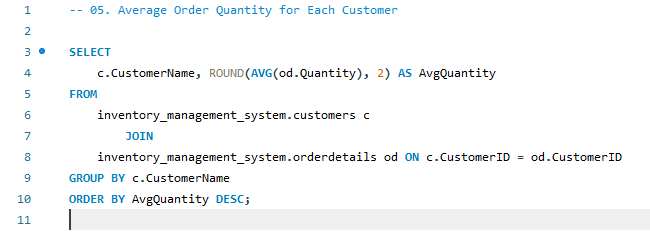 1 -- 05. Average Order Quantity for Each Customer
2
3 SELECT
4 c.CustomerName, ROUND(AVG(od.Quantity), 2) AS AvgQuantity
5 FROM
6 inventory_management_system.customers c
7 JOIN
8 inventory_management_system.orderdetails od ON c.CustomerID = od.CustomerID
9 GROUP BY c.CustomerName
10 ORDER BY AvgQuantity DESC;
11